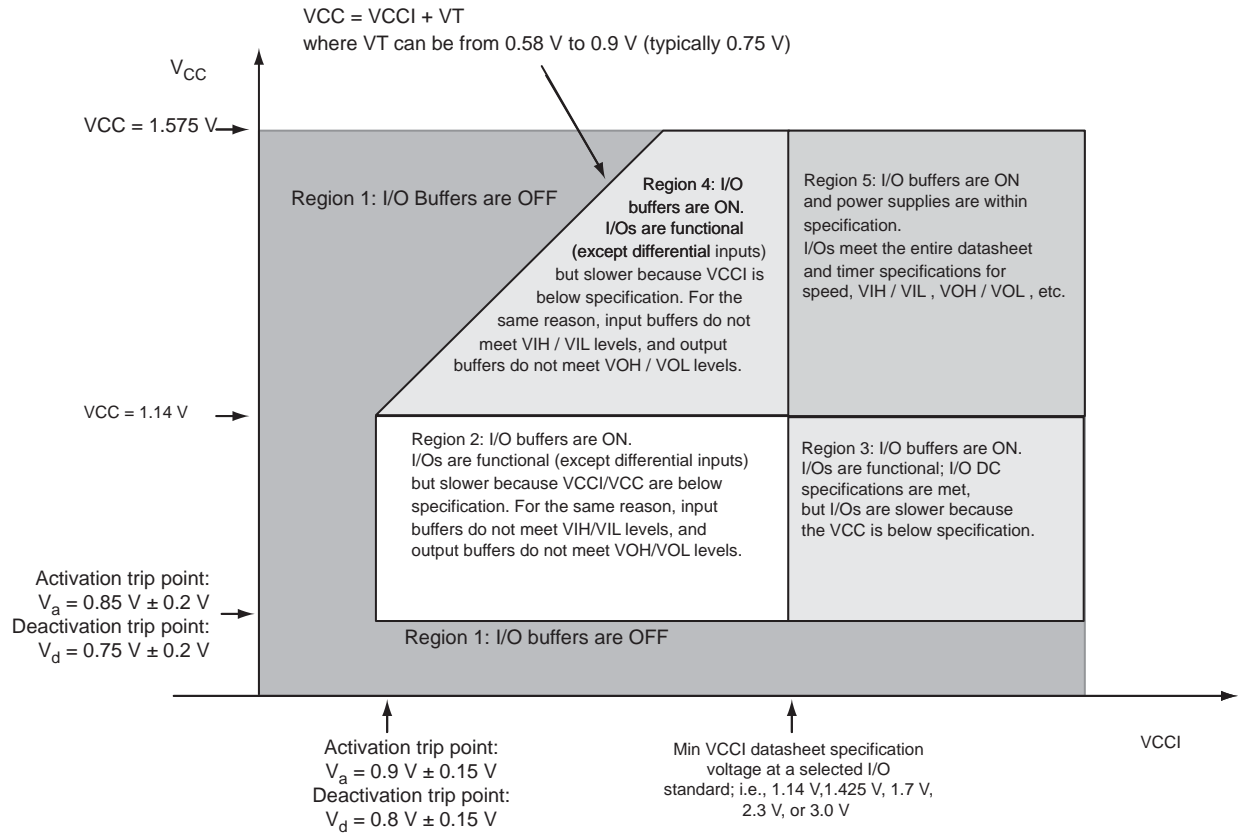 VCC = VCCI + VT
where VT can be from 0.58 V to 0.9 V (typically 0.75 V)
VCC
VCC = 1.575 V
Region 1: I/O Buffers are OFF
Region 4: I/O
buffers are ON.
I/Os are functional
(except differential inputs)
but slower because VCCI is
below specification. For the
same reason, input buffers do not
meet VIH / VIL levels, and output
buffers do not meet VOH / VOL levels.
Region 5: I/O buffers are ON
and power supplies are within
specification.
I/Os meet the entire datasheet
and timer specifications for
speed, VIH / VIL , VOH / VOL , etc.
VCC = 1.14 V
Region 2: I/O buffers are ON.
I/Os are functional (except differential inputs)
but slower because VCCI/VCC are below
specification. For the same reason, input
buffers do not meet VIH/VIL levels, and
output buffers do not meet VOH/VOL levels.
Region 3: I/O buffers are ON.
I/Os are functional; I/O DC
specifications are met,
but I/Os are slower because
the VCC is below specification.
Activation trip point:
Va = 0.85 V ± 0.2 V
Deactivation trip point:
Vd = 0.75 V ± 0.2 V
Region 1: I/O buffers are OFF
Activation trip point:
Va = 0.9 V ± 0.15 V
Deactivation trip point:
Vd = 0.8 V ± 0.15 V
Min VCCI datasheet specification
voltage at a selected I/O
standard; i.e., 1.14 V,1.425 V, 1.7 V,
2.3 V, or 3.0 V
VCCI